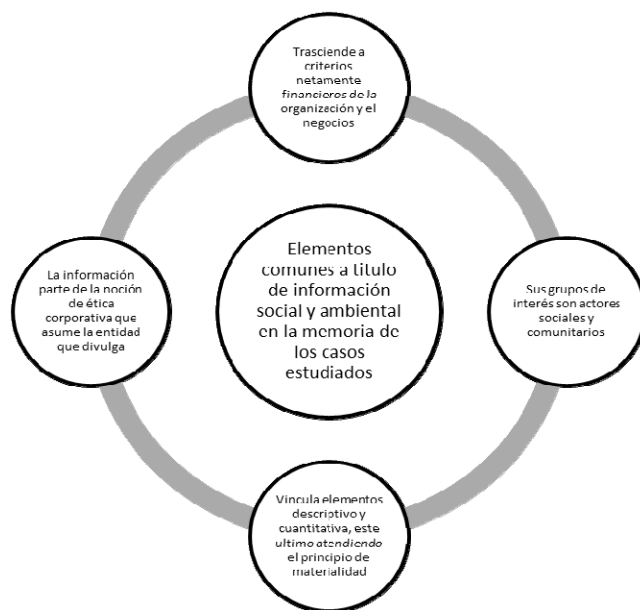 Trasciende a
criterios
netamente
financieros de la
organización y el
negocios
Elementos
comunes a titulo
de información
social y ambiental
en la memoria de
los casos
estudiados
La información
parte de la noción
de ética
corporativa que
asume la entidad
que divulga
Sus grupos de
interés son actores
sociales y
comunitarios
Vincula elementos
descriptivo y
cuantitativa, este
ultimo atendiendo
el principio de
materialidad